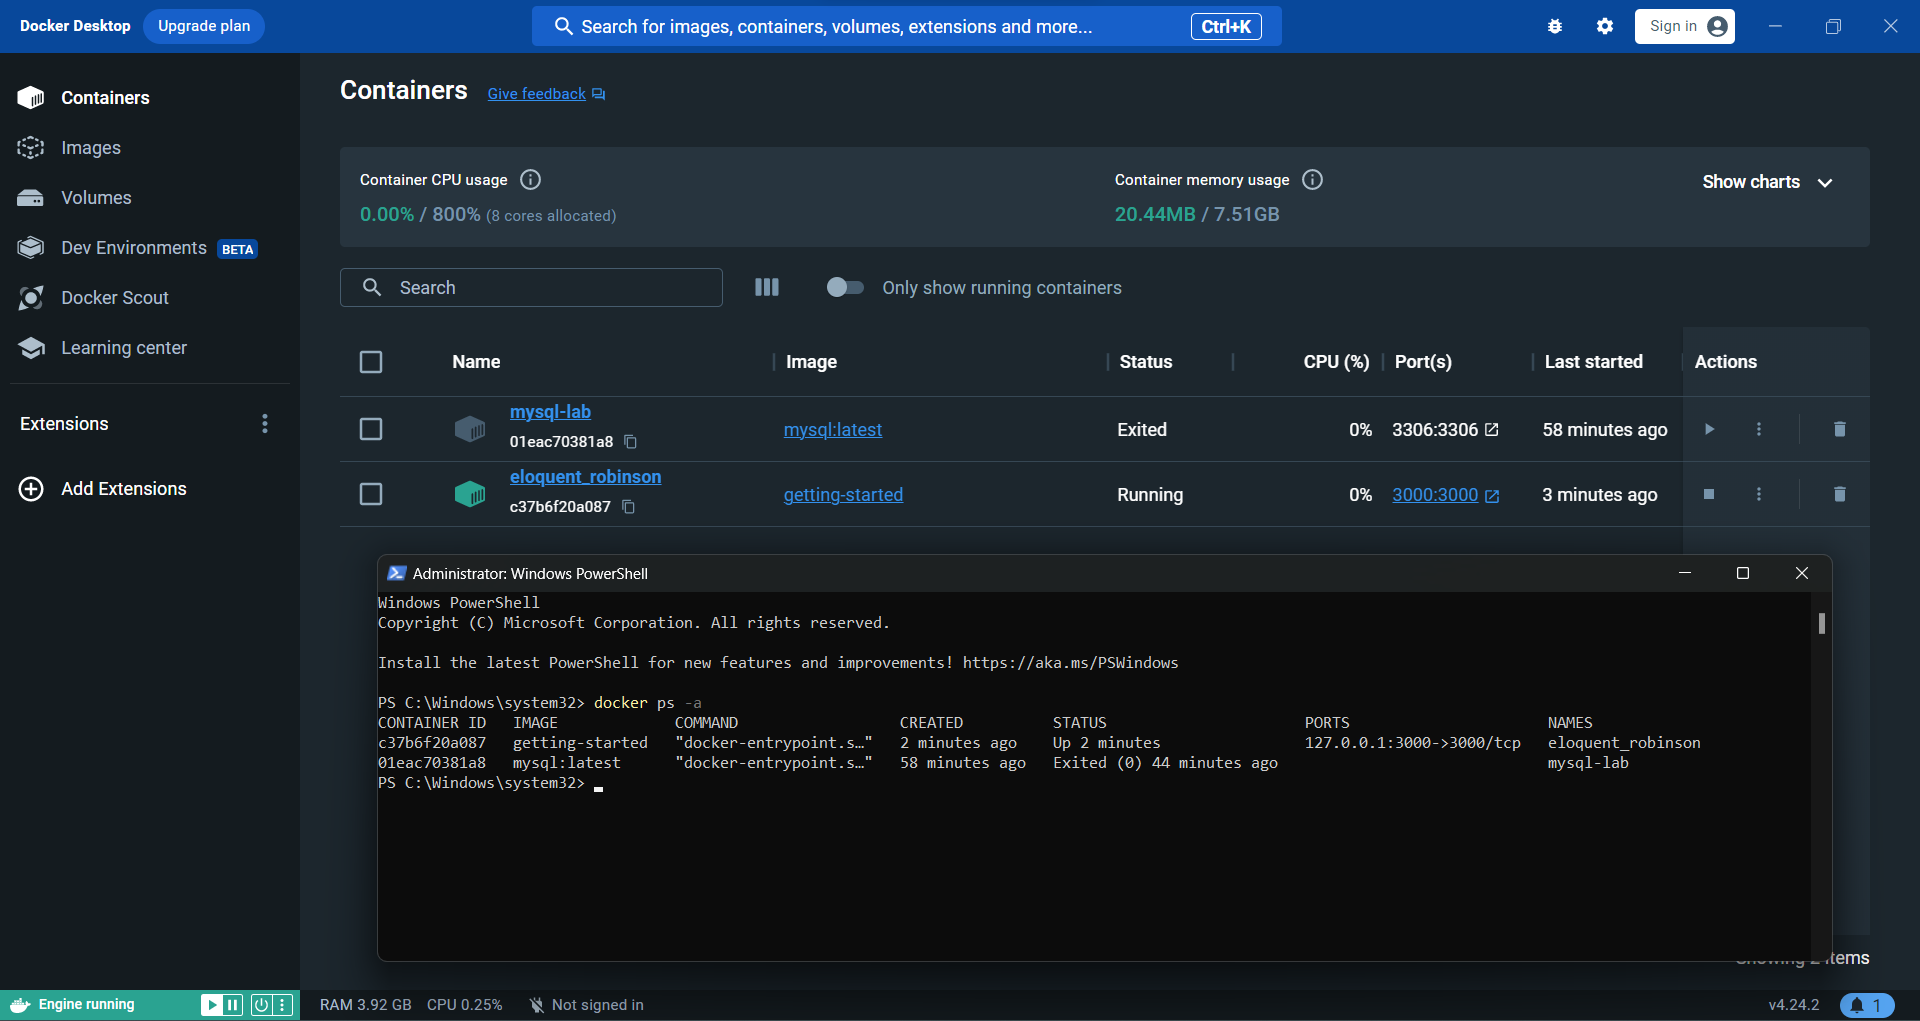 Docker Desktop Upgrade plan Search for images, containers, volumes, extensions and more... Ctrl+K Sign in
Containers
Images
Volumes
Dev Environments BETA
Docker Scout
Learning center
Extensions
Add Extensions
Containers Give feedback
Container CPU usage
0.00% / 800% (8 cores allocated)
Container memory usage
20.44MB / 7.51GB
Show charts
Search Only show running containers
Name Image Status CPU (%) Port(s) Last started Actions
mysql-lab
01eac70381a8
mysql:latest Exited 0% 3306:3306 58 minutes ago
eloquent_robinson
c37b6f20a087
getting-started Running 0% 3000:3000 3 minutes ago
Administrator: Windows PowerShell
Windows PowerShell
Copyright (C) Microsoft Corporation. All rights reserved.
Install the latest PowerShell for new features and improvements! https://aka.ms/PSWindows
PS C:\Windows\system32> docker ps -a
CONTAINER ID IMAGE COMMAND CREATED STATUS PORTS NAMES
c37b6f20a087 getting-started "docker-entrypoint.s…" 2 minutes ago Up 2 minutes 127.0.0.1:3000->3000/tcp eloquent_robinson
01eac70381a8 mysql:latest "docker-entrypoint.s…" 58 minutes ago Exited (0) 44 minutes ago mysql-lab
PS C:\Windows\system32>
Showing 2 items
Engine running RAM 3.92 GB CPU 0.25% Not signed in v4.24.2 1